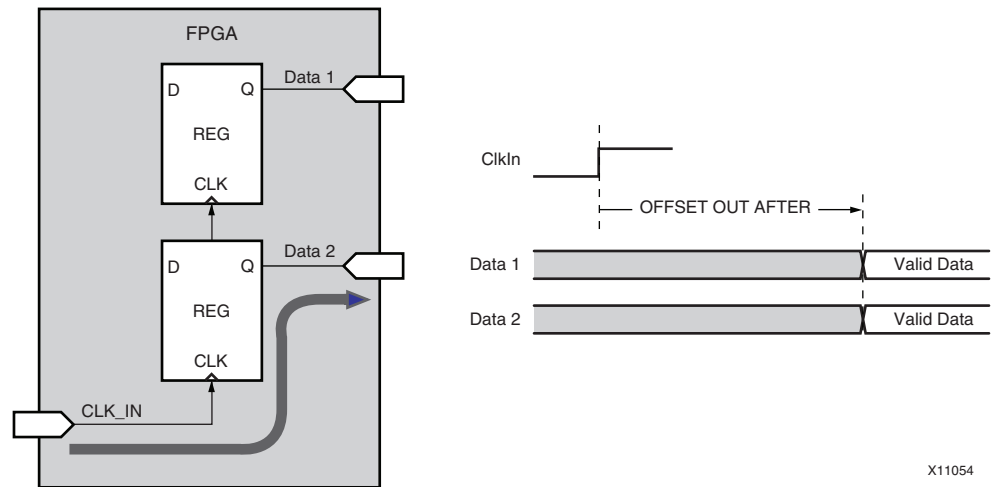 FPGA
Data 1
D Q
REG
CLK
Data 2
D Q
REG
CLK
CLK_IN
ClkIn
OFFSET OUT AFTER
Data 1 Valid Data
Data 2 Valid Data
X11054